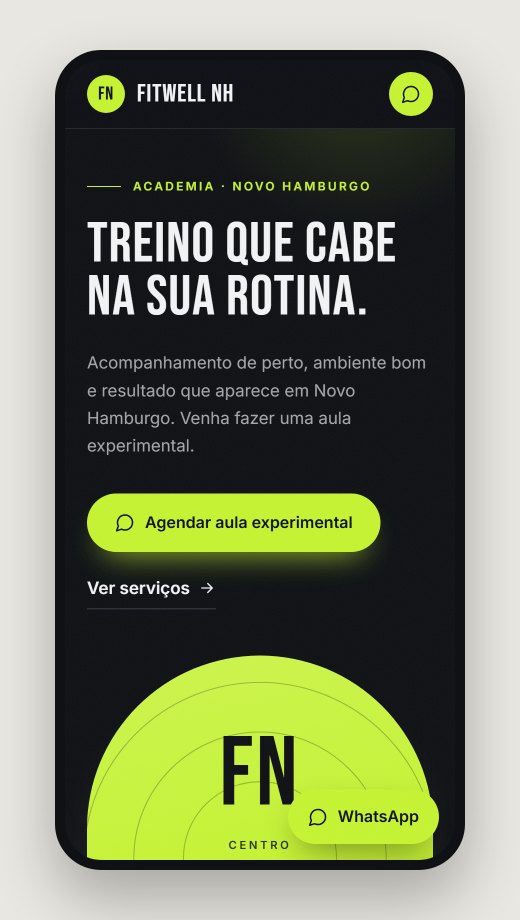 FN FITWELL NH
ACADEMIA · NOVO HAMBURGO
TREINO QUE CABE
NA SUA ROTINA.
Acompanhamento de perto, ambiente bom
e resultado que aparece em Novo
Hamburgo. Venha fazer uma aula
experimental.
Agendar aula experimental
Ver serviços →
FN
WhatsApp
CENTRO